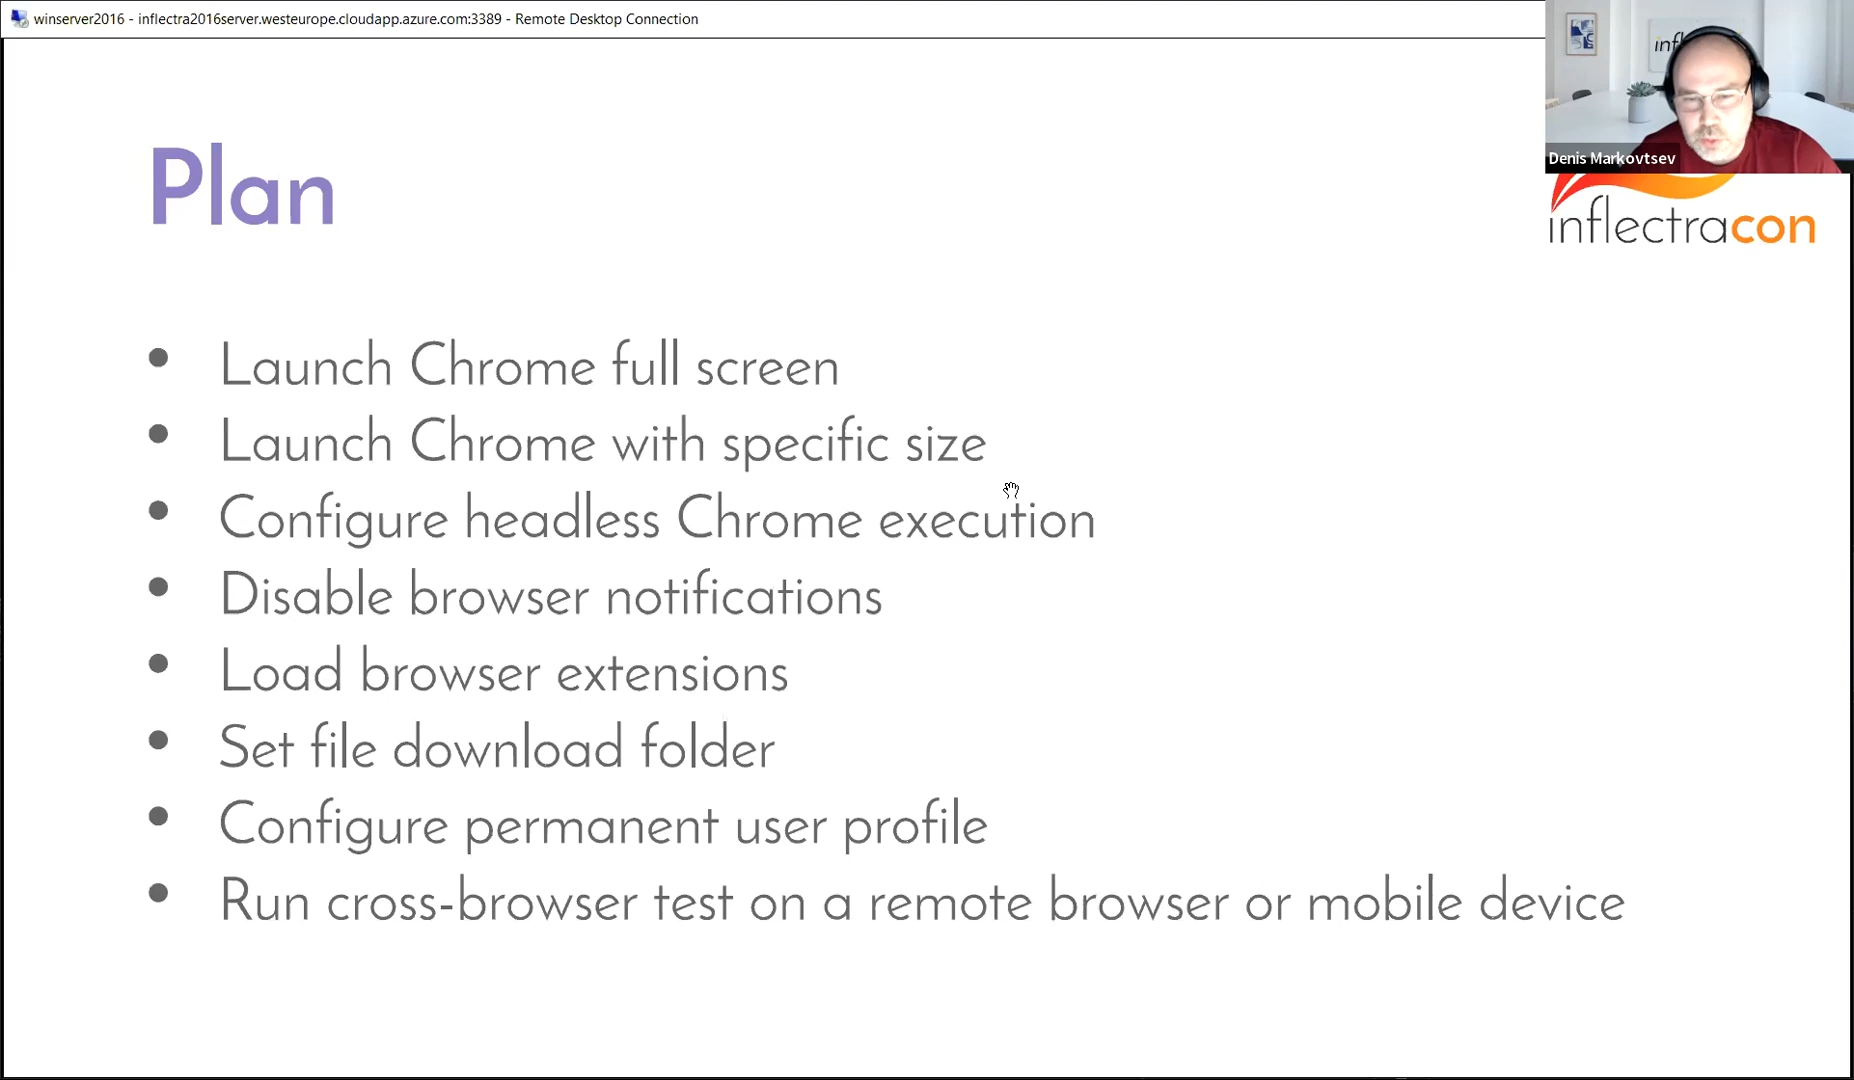 winserver2016 - inflectra2016server.westeurope.cloudapp.azure.com:3389 - Remote Desktop Connection
Denis Markovtsev
inflectracon
Plan
• Launch Chrome full screen
• Launch Chrome with specific size
• Configure headless Chrome execution
• Disable browser notifications
• Load browser extensions
• Set file download folder
• Configure permanent user profile
• Run cross-browser test on a remote browser or mobile device